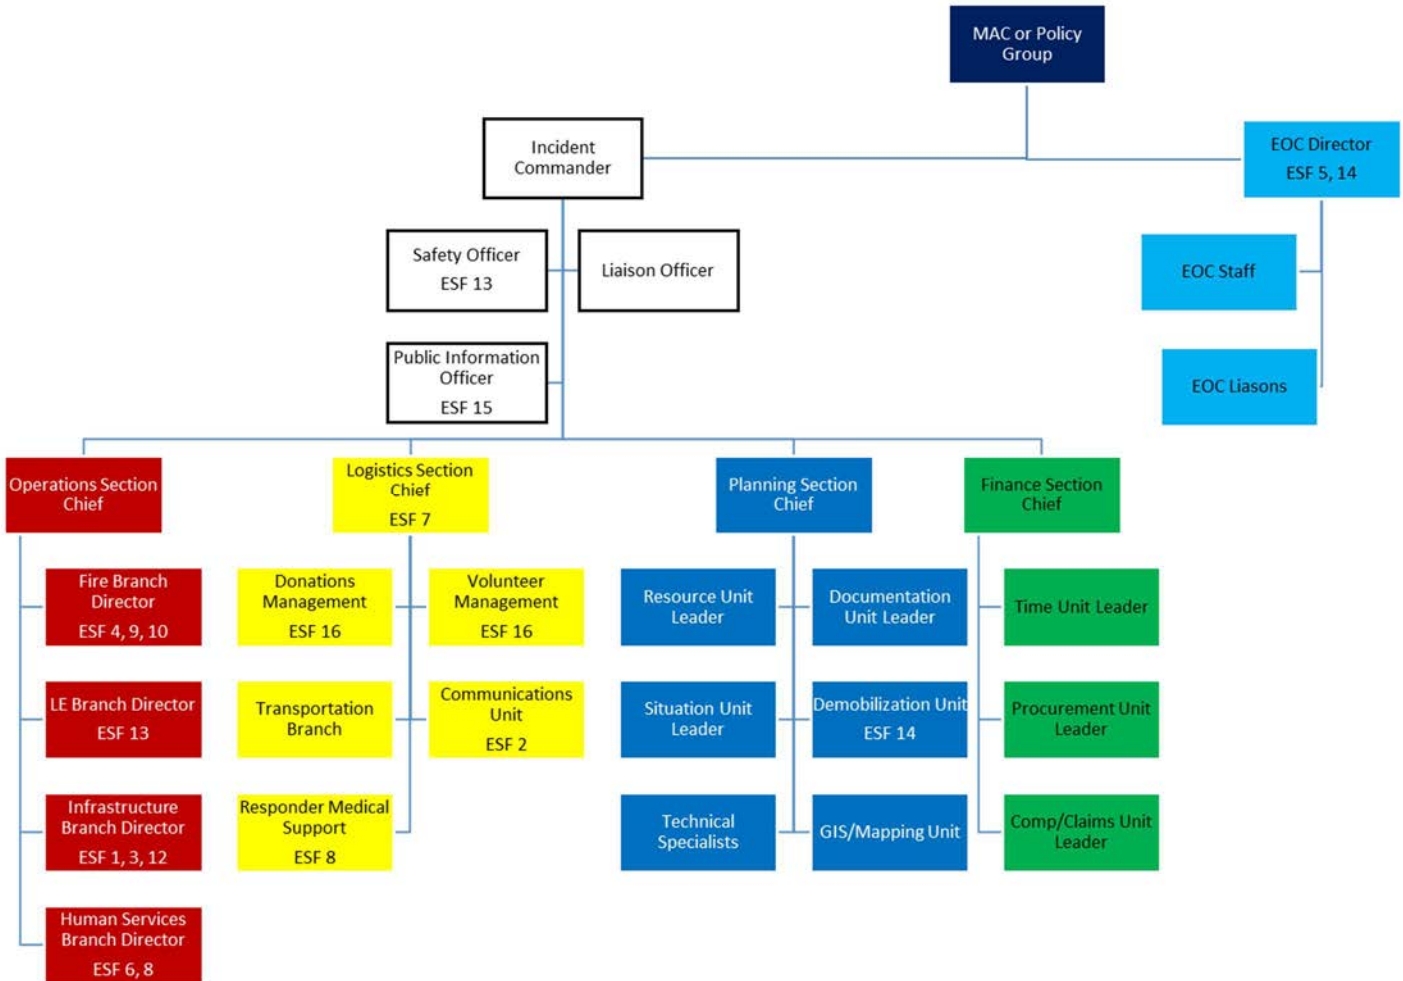 MAC or Policy
Group
Incident
Commander
EOC Director
ESF 5, 14
Safety Officer
ESF 13
Liaison Officer
EOC Staff
Public Information
Officer
ESF 15
EOC Liasons
Operations Section
Chief
Logistics Section
Chief
ESF 7
Planning Section
Chief
Finance Section
Chief
Fire Branch
Director
ESF 4, 9, 10
Donations
Management
ESF 16
Volunteer
Management
ESF 16
Resource Unit
Leader
Documentation
Unit Leader
Time Unit Leader
LE Branch Director
ESF 13
Transportation
Branch
Communications
Unit
ESF 2
Situation Unit
Leader
Demobilization Unit
ESF 14
Procurement Unit
Leader
Infrastructure
Branch Director
ESF 1, 3, 12
Responder Medical
Support
ESF 8
Technical
Specialists
GIS/Mapping Unit
Comp/Claims Unit
Leader
Human Services
Branch Director
ESF 6, 8